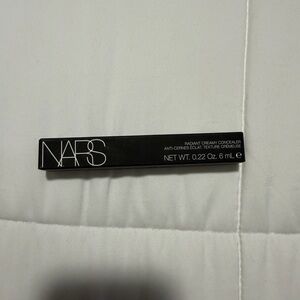 NARS
RADIANT CREAMY CONCEALER
ANTI-CERNES ÉCLAT, TEXTURE CRÉMEUSE
NET WT. 0.22 Oz. 6 mL ℮